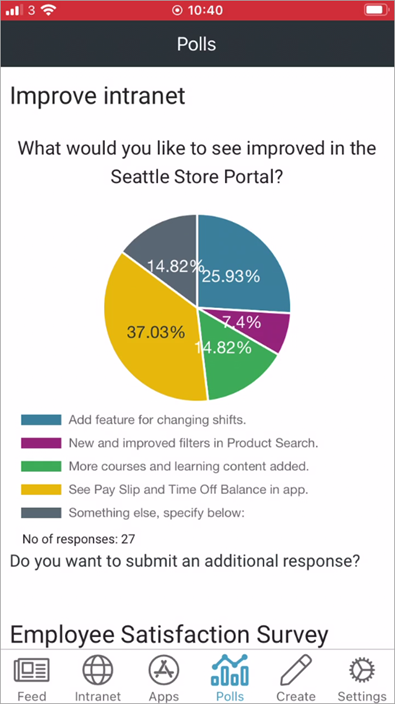 3 10:40
Polls
Improve intranet
What would you like to see improved in the
Seattle Store Portal?
14.82%
25.93%
7.4%
37.03%
14.82%
Add feature for changing shifts.
New and improved filters in Product Search.
More courses and learning content added.
See Pay Slip and Time Off Balance in app.
Something else, specify below:
No of responses: 27
Do you want to submit an additional response?
Employee Satisfaction Survey
Feed Intranet Apps Polls Create Settings